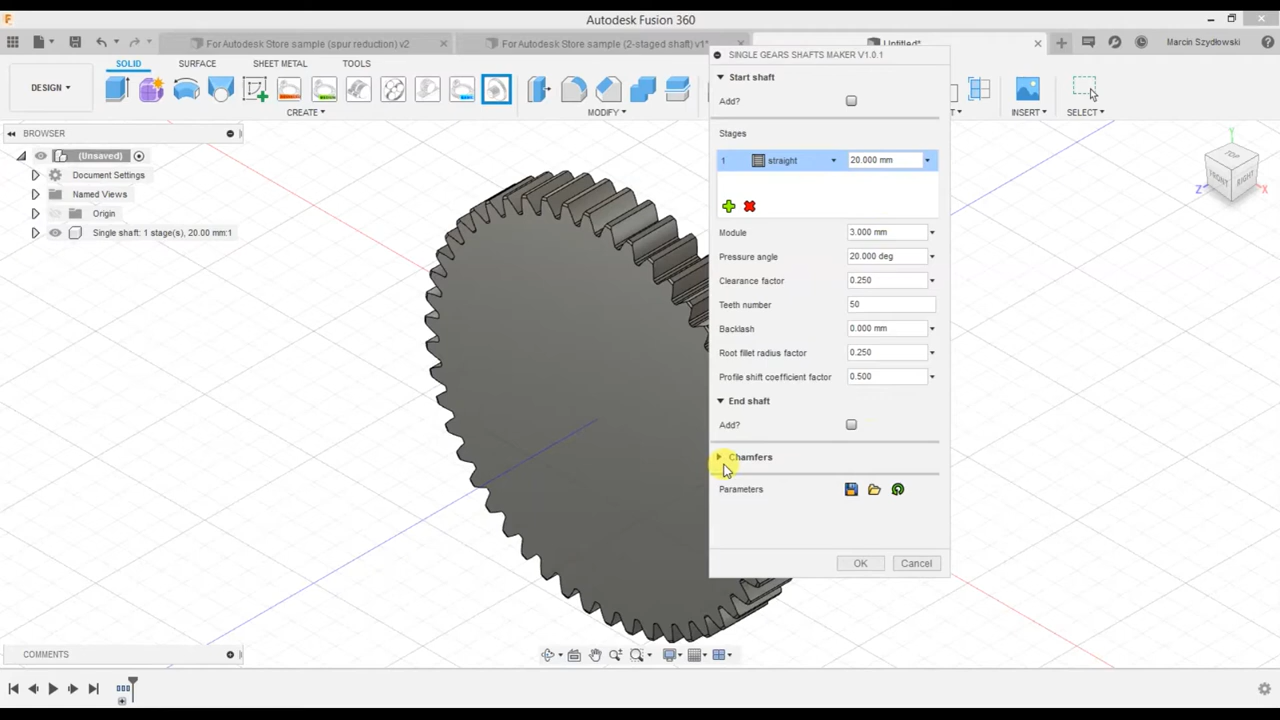 Autodesk Fusion 360
For Autodesk Store sample (spur reduction) v2
For Autodesk Store sample (2-staged shaft) v1*
Untitled*
Marcin Szydłowski
SOLID
SURFACE
SHEET METAL
TOOLS
DESIGN
CREATE
MODIFY
INSERT
SELECT
BROWSER
(Unsaved)
Document Settings
Named Views
Origin
Single shaft: 1 stage(s), 20.00 mm:1
SINGLE GEARS SHAFTS MAKER V1.0.1
Start shaft
Add?
Stages
1 straight 20.000 mm
Module 3.000 mm
Pressure angle 20.000 deg
Clearance factor 0.250
Teeth number 50
Backlash 0.000 mm
Root fillet radius factor 0.250
Profile shift coefficient factor 0.500
End shaft
Add?
Chamfers
Parameters
OK Cancel
Y
TOP
FRONT
RIGHT
Z
X
COMMENTS